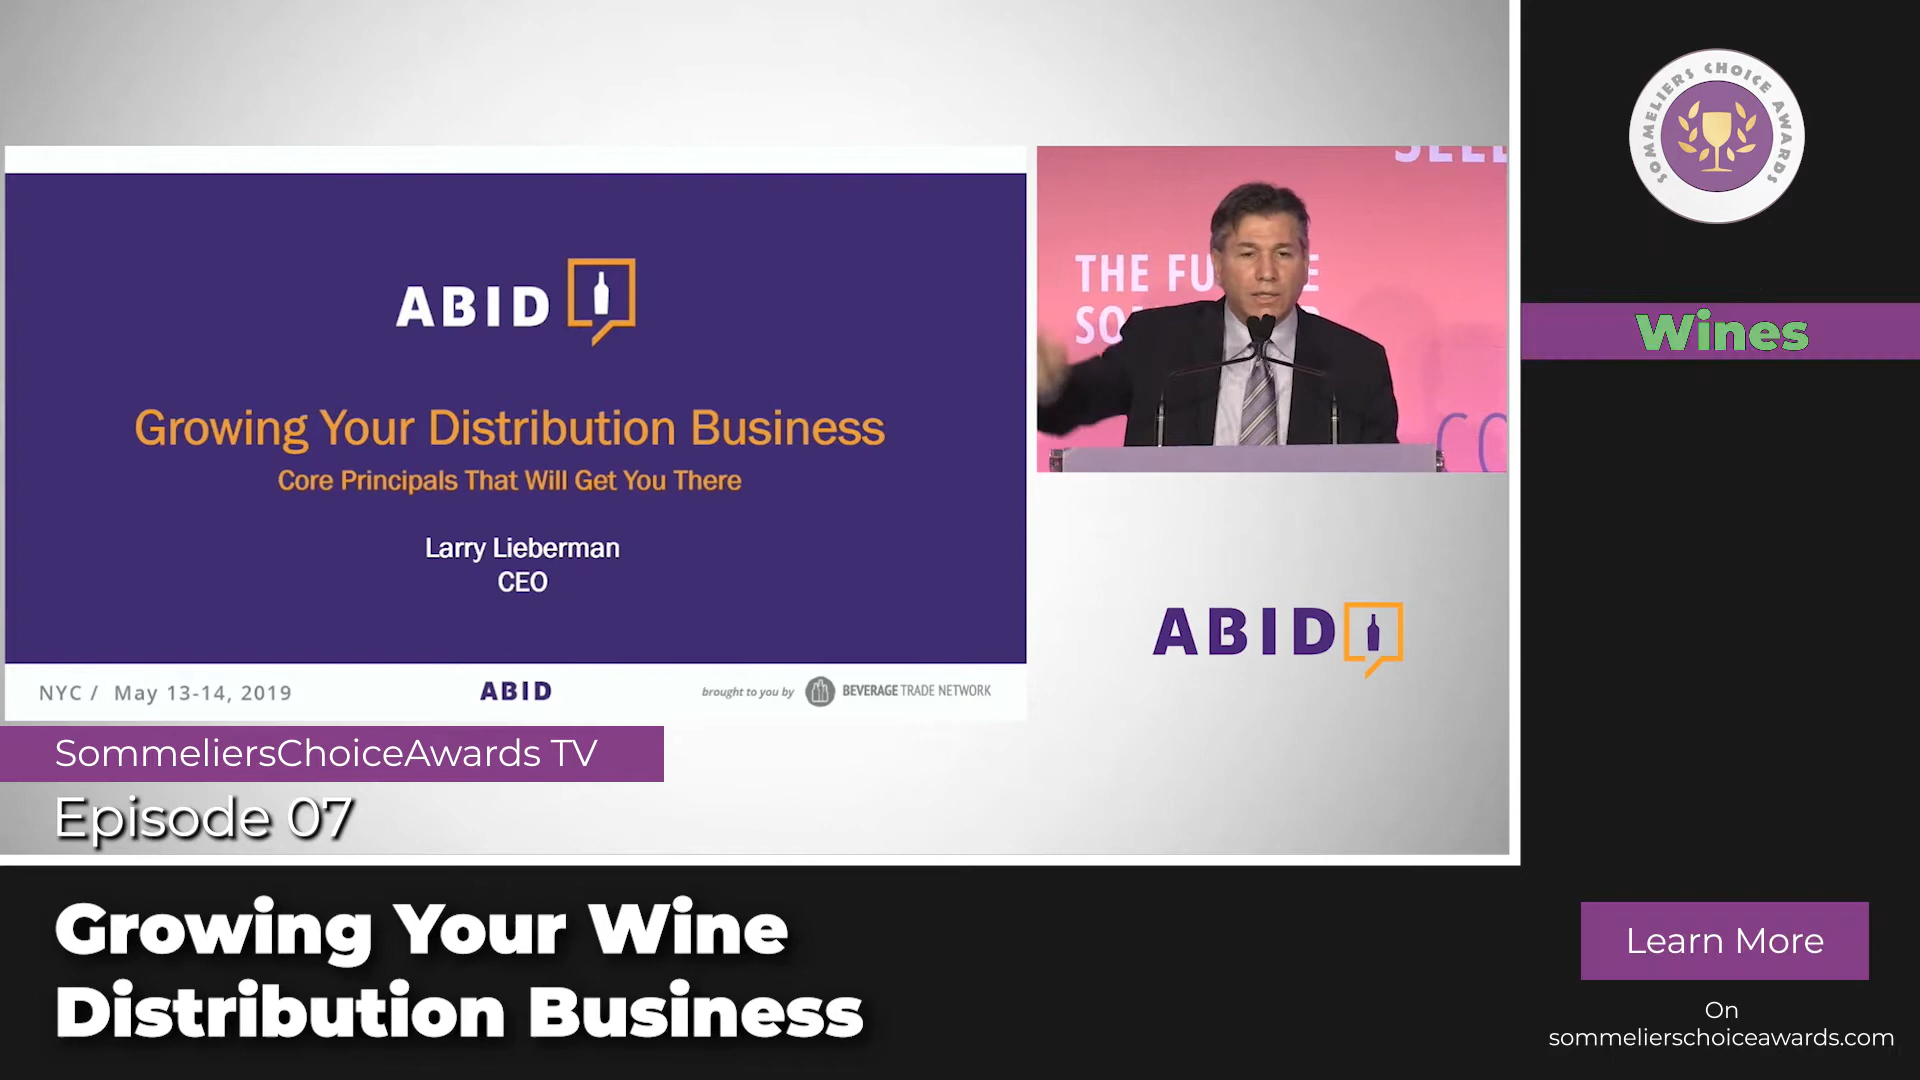 ABID
Growing Your Distribution Business
Core Principals That Will Get You There
Larry Lieberman
CEO
NYC / May 13-14, 2019
ABID
brought to you by
BEVERAGE TRADE NETWORK
THE FU E
SO
CO
ABID
SOMMELIERS CHOICE AWARDS
Wines
SommeliersChoiceAwards TV
Episode 07
Growing Your Wine
Distribution Business
Learn More
On
sommelierschoiceawards.com